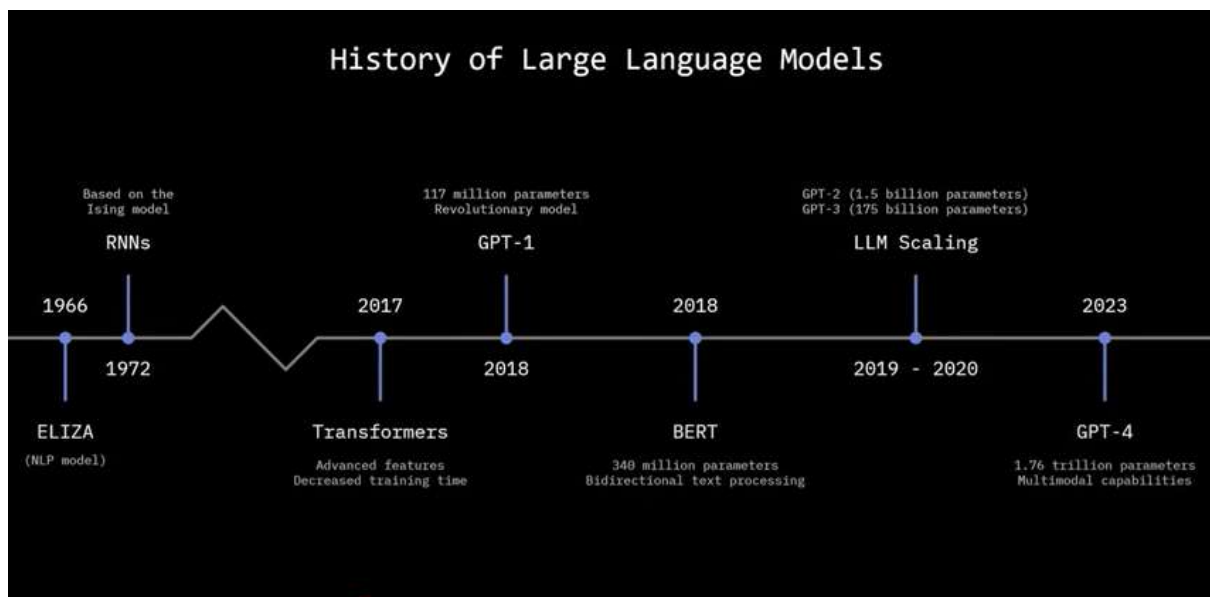 History of Large Language Models
Based on the
Ising model
RNNs
117 million parameters
Revolutionary model
GPT-1
GPT-2 (1.5 billion parameters)
GPT-3 (175 billion parameters)
LLM Scaling
1966
2017
2018
2023
1972
2018
2019 - 2020
ELIZA
(NLP model)
Transformers
Advanced features
Decreased training time
BERT
340 million parameters
Bidirectional text processing
GPT-4
1.76 trillion parameters
Multimodal capabilities